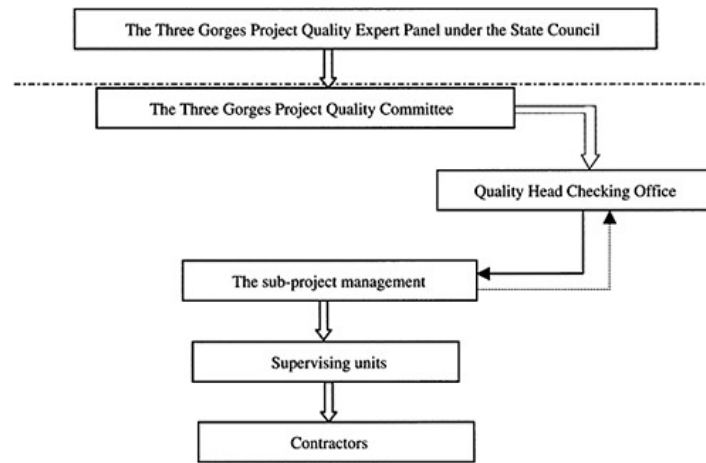 The Three Gorges Project Quality Expert Panel under the State Council
The Three Gorges Project Quality Committee
Quality Head Checking Office
The sub-project management
Supervising units
Contractors